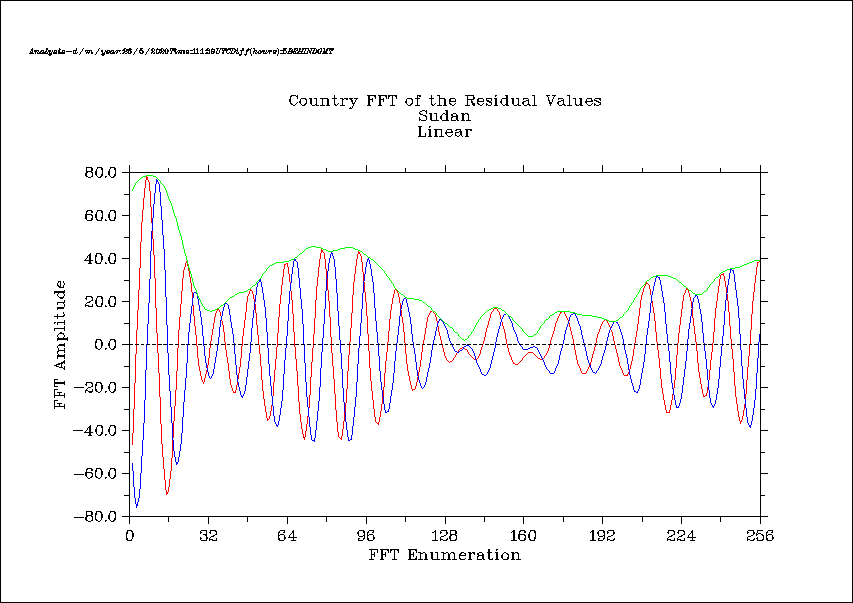 Analysis-d/m/year:
Country FFT of the Residual Values
Sudan
Linear
80.0
60.0
40.0
20.0
0.0
-20.0
-40.0
-60.0
-80.0
FFT Amplitude
0 32 64 96 128 160 192 224 256
FFT Enumeration